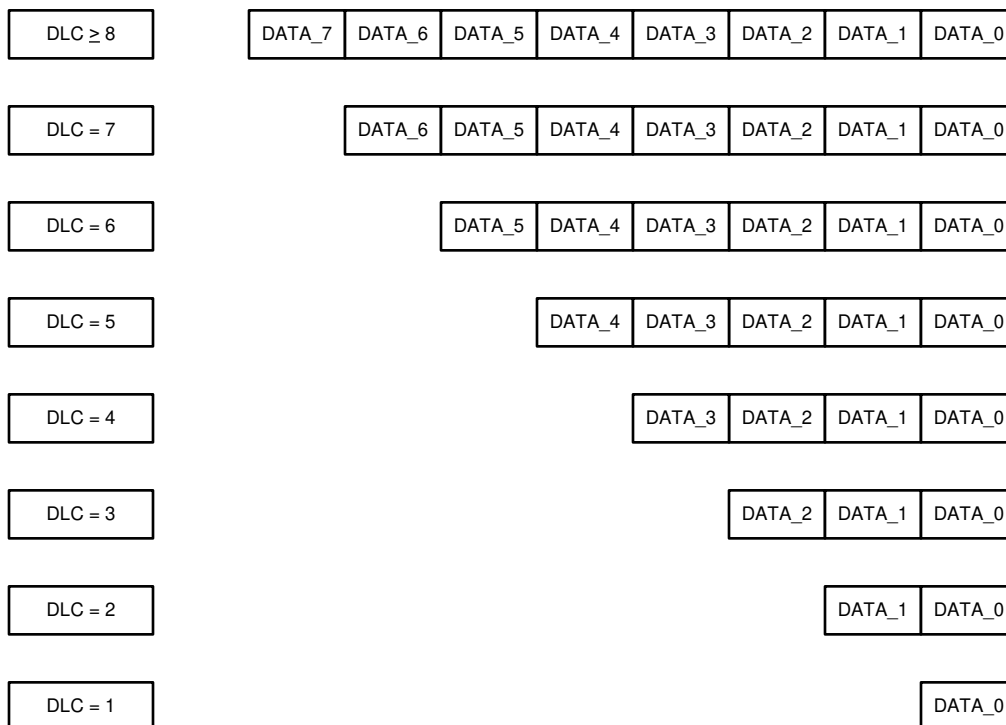 DLC ≥ 8 DATA_7 DATA_6 DATA_5 DATA_4 DATA_3 DATA_2 DATA_1 DATA_0
DLC = 7 DATA_6 DATA_5 DATA_4 DATA_3 DATA_2 DATA_1 DATA_0
DLC = 6 DATA_5 DATA_4 DATA_3 DATA_2 DATA_1 DATA_0
DLC = 5 DATA_4 DATA_3 DATA_2 DATA_1 DATA_0
DLC = 4 DATA_3 DATA_2 DATA_1 DATA_0
DLC = 3 DATA_2 DATA_1 DATA_0
DLC = 2 DATA_1 DATA_0
DLC = 1 DATA_0